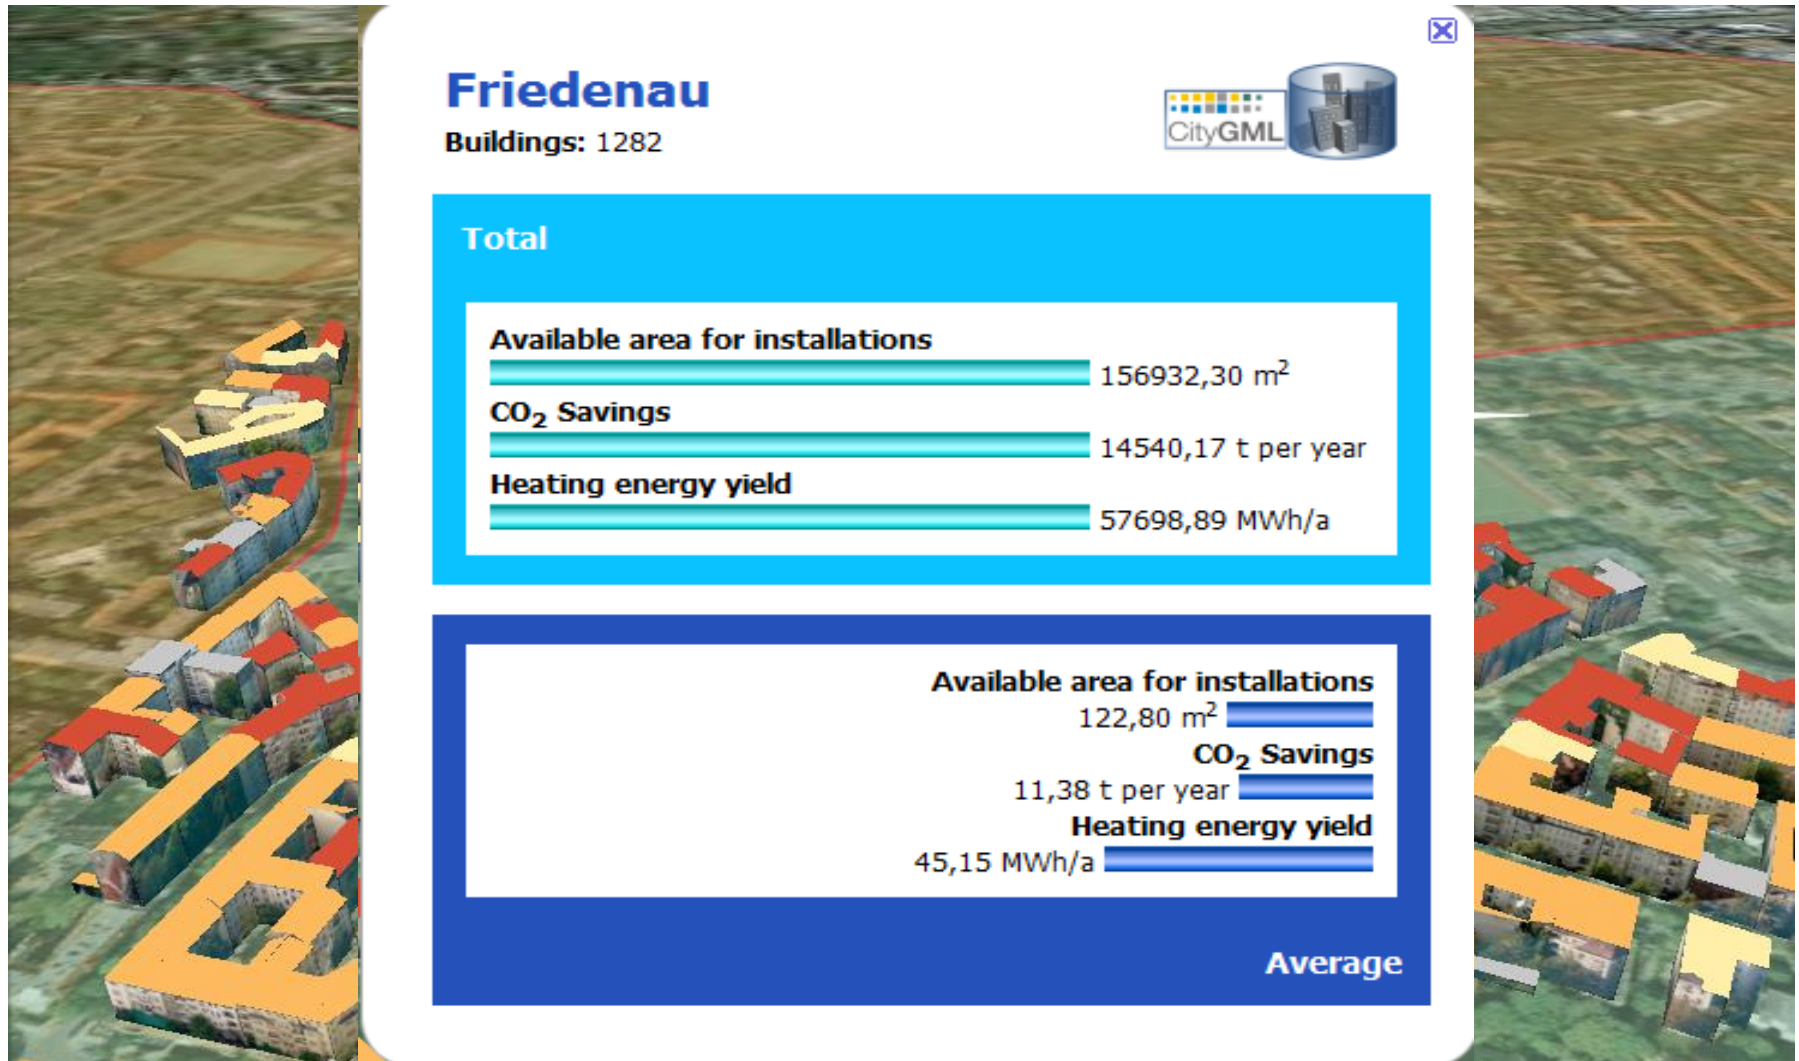 Friedenau
Buildings: 1282
CityGML
Total
Available area for installations
156932,30 m²
CO₂ Savings
14540,17 t per year
Heating energy yield
57698,89 MWh/a
Available area for installations
122,80 m²
CO₂ Savings
11,38 t per year
Heating energy yield
45,15 MWh/a
Average